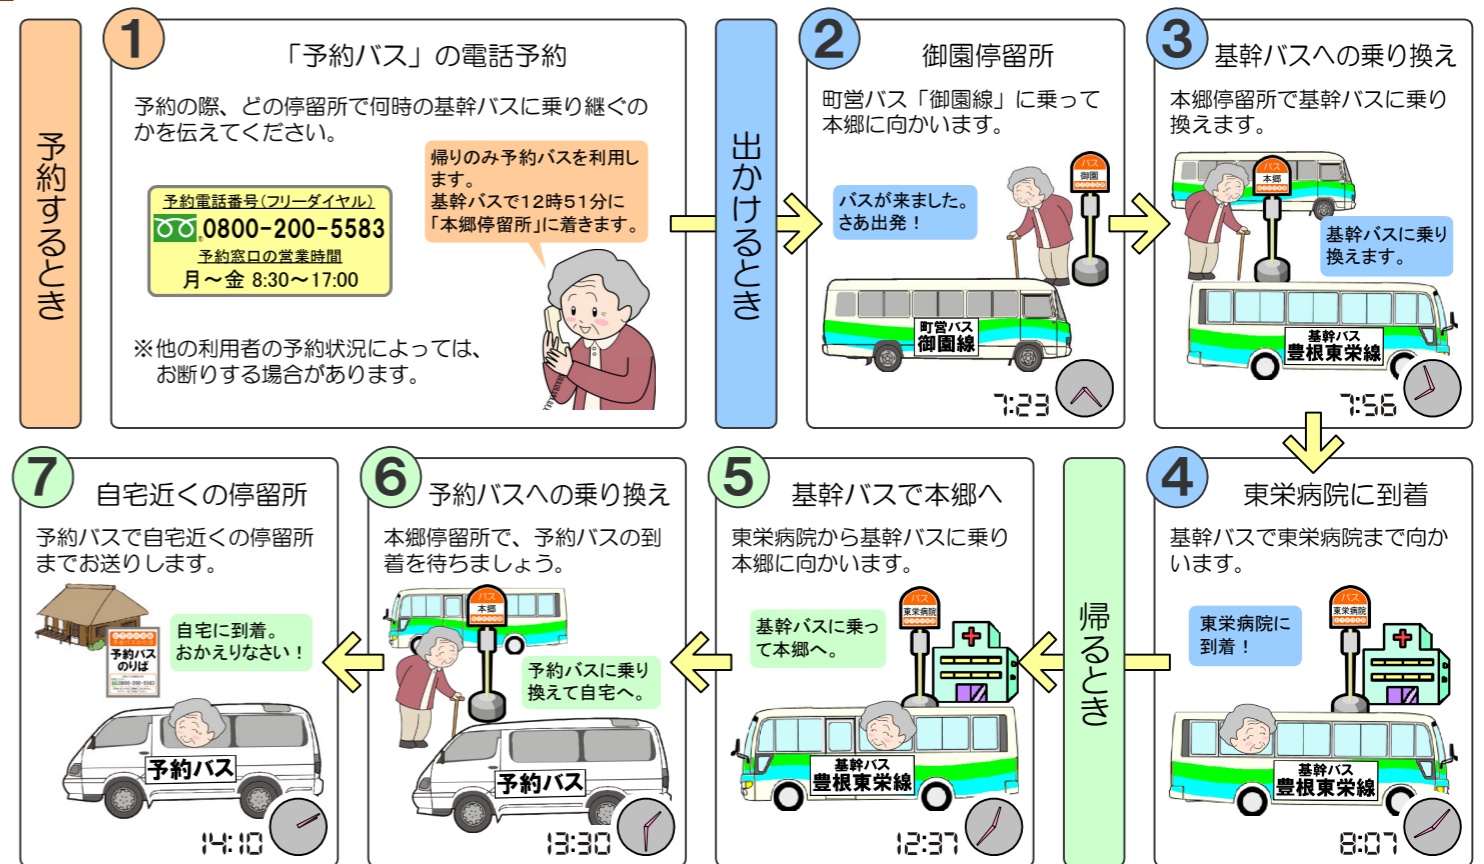 予約するとき
1
「予約バス」の電話予約
予約の際、どの停留所で何時の基幹バスに乗り継ぐの
かを伝えてください。
帰りのみ予約バスを利用し
ます。
基幹バスで12時51分に
「本郷停留所」に着きます。
予約電話番号(フリーダイヤル)
0800-200-5583
予約窓口の営業時間
月~金 8:30~17:00
※他の利用者の予約状況によっては、
お断りする場合があります。
出かけるとき
2
御園停留所
町営バス「御園線」に乗って
本郷に向かいます。
バス
御園
バスが来ました。
さあ出発!
町営バス
御園線
7:23
3
基幹バスへの乗り換え
本郷停留所で基幹バスに乗り
換えます。
バス
本郷
基幹バスに乗り
換えます。
基幹バス
豊根東栄線
7:56
4
東栄病院に到着
基幹バスで東栄病院まで向か
います。
バス
東栄病院
東栄病院に
到着!
基幹バス
豊根東栄線
8:07
帰るとき
5
基幹バスで本郷へ
東栄病院から基幹バスに乗り
本郷に向かいます。
バス
東栄病院
基幹バスに乗っ
て本郷へ。
基幹バス
豊根東栄線
12:37
6
予約バスへの乗り換え
本郷停留所で、予約バスの到
着を待ちましょう。
バス
本郷
予約バスに乗り
換えて自宅へ。
予約バス
13:30
7
自宅近くの停留所
予約バスで自宅近くの停留所
までお送りします。
自宅に到着。
おかえりなさい!
予約バス
のりば
0800-200-5583
予約バス
14:10